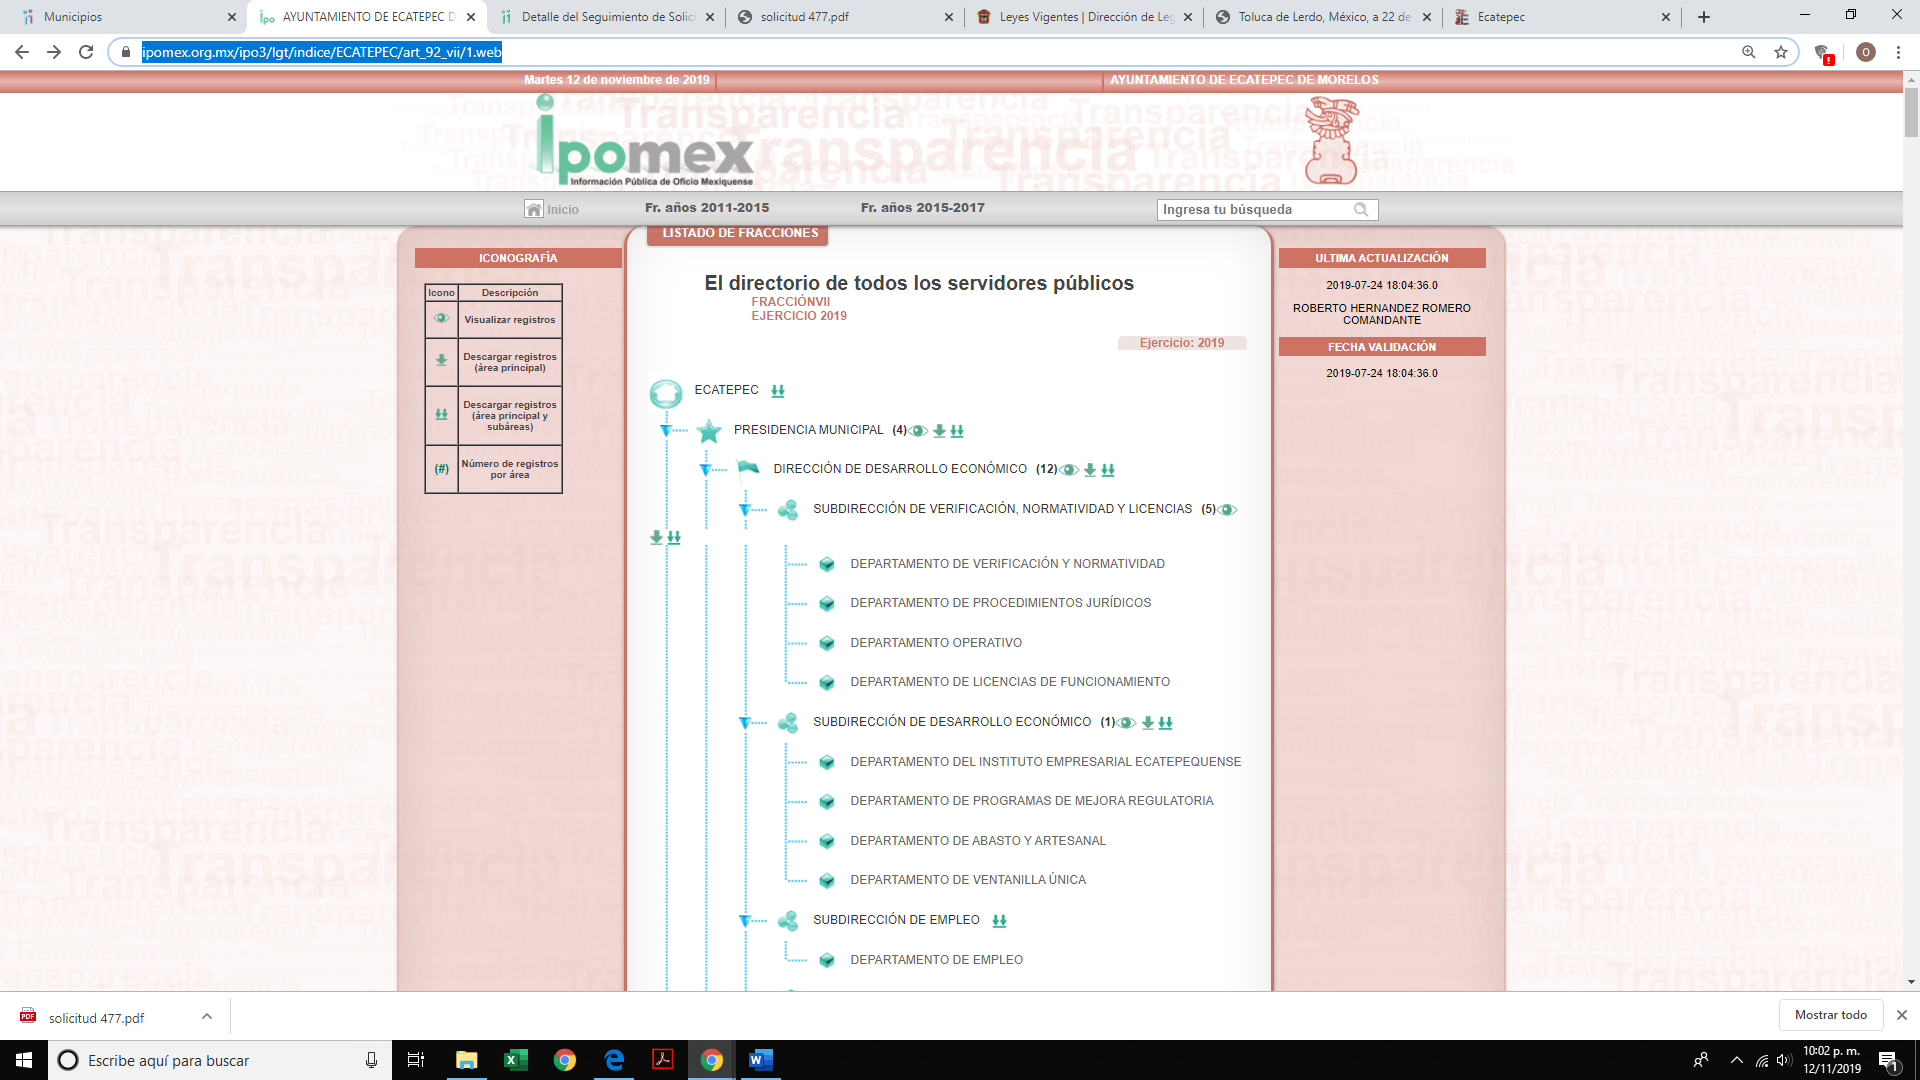 Municipios
AYUNTAMIENTO DE ECATEPEC D
Detalle del Seguimiento de Solici
solicitud 477.pdf
Leyes Vigentes | Dirección de Leg
Toluca de Lerdo, México, a 22 de
Ecatepec
ipomex.org.mx/ipo3/lgt/indice/ECATEPEC/art_92_vii/1.web
O
Martes 12 de noviembre de 2019
AYUNTAMIENTO DE ECATEPEC DE MORELOS
Transparencia
ipomex
Información Pública de Oficio Mexiquense
Inicio
Fr. años 2011-2015
Fr. años 2015-2017
Ingresa tu búsqueda
LISTADO DE FRACCIONES
ICONOGRAFÍA
Icono Descripción
Visualizar registros
Descargar registros
(área principal)
Descargar registros
(área principal y
subáreas)
(#) Número de registros
por área
El directorio de todos los servidores públicos
FRACCIÓNVII
EJERCICIO 2019
Ejercicio: 2019
ECATEPEC
PRESIDENCIA MUNICIPAL (4)
DIRECCIÓN DE DESARROLLO ECONÓMICO (12)
SUBDIRECCIÓN DE VERIFICACIÓN, NORMATIVIDAD Y LICENCIAS (5)
DEPARTAMENTO DE VERIFICACIÓN Y NORMATIVIDAD
DEPARTAMENTO DE PROCEDIMIENTOS JURÍDICOS
DEPARTAMENTO OPERATIVO
DEPARTAMENTO DE LICENCIAS DE FUNCIONAMIENTO
SUBDIRECCIÓN DE DESARROLLO ECONÓMICO (1)
DEPARTAMENTO DEL INSTITUTO EMPRESARIAL ECATEPEQUENSE
DEPARTAMENTO DE PROGRAMAS DE MEJORA REGULATORIA
DEPARTAMENTO DE ABASTO Y ARTESANAL
DEPARTAMENTO DE VENTANILLA ÚNICA
SUBDIRECCIÓN DE EMPLEO
DEPARTAMENTO DE EMPLEO
ULTIMA ACTUALIZACIÓN
2019-07-24 18:04:36.0
ROBERTO HERNANDEZ ROMERO
COMANDANTE
FECHA VALIDACIÓN
2019-07-24 18:04:36.0
solicitud 477.pdf
Mostrar todo
Escribe aquí para buscar
10:02 p. m.
12/11/2019
1